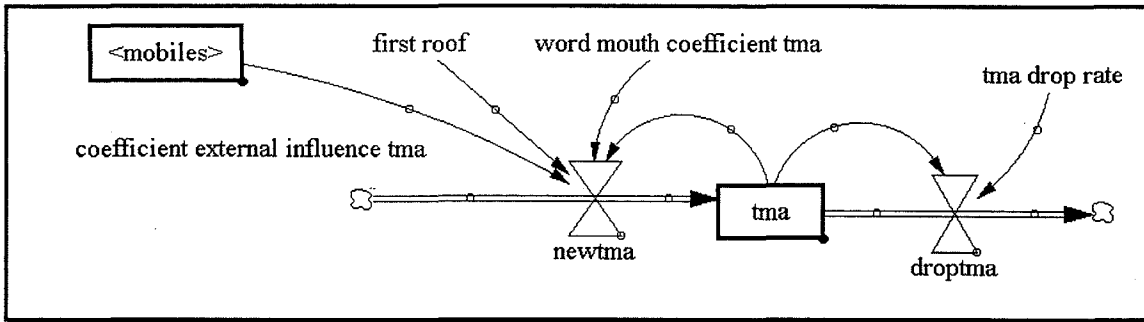 <mobiles>
first roof
word mouth coefficient tma
tma drop rate
coefficient external influence tma
tma
newtma
droptma